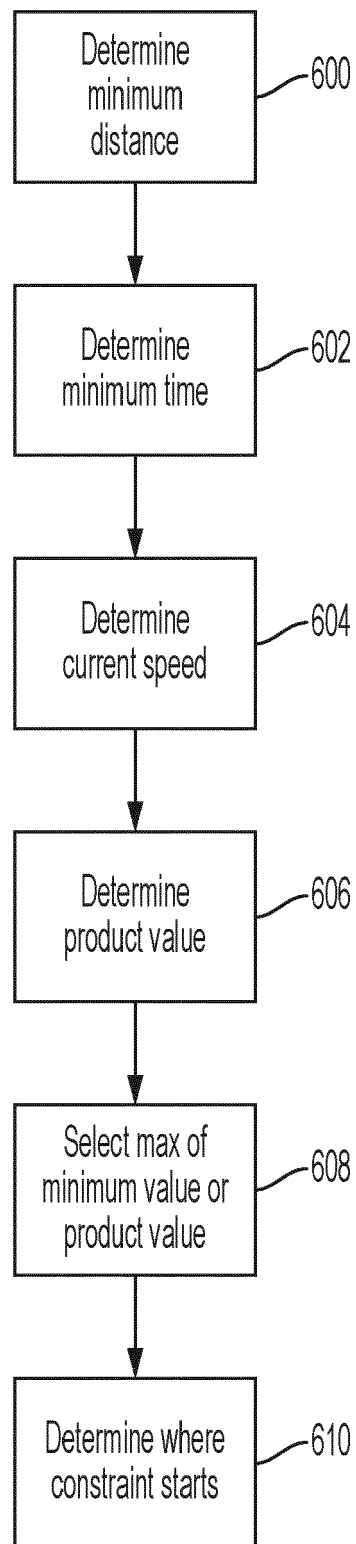 Determine
minimum
distance
600
Determine
minimum time
602
Determine
current speed
604
Determine
product value
606
Select max of
minimum value or
product value
608
Determine where
constraint starts
610